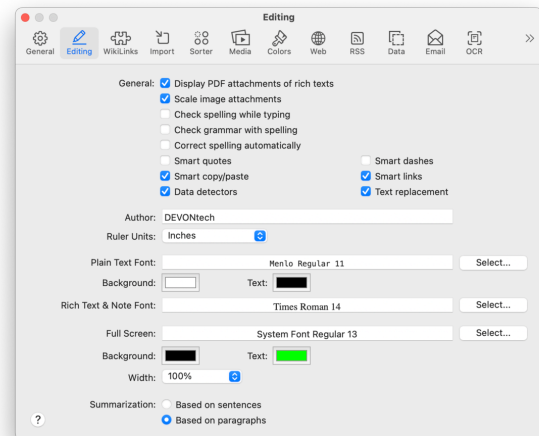 Editing
General Editing WikiLinks Import Sorter Media Colors Web RSS Data Email OCR
General: Display PDF attachments of rich texts
Scale image attachments
Check spelling while typing
Check grammar with spelling
Correct spelling automatically
Smart quotes Smart dashes
Smart copy/paste Smart links
Data detectors Text replacement
Author: DEVONtech
Ruler Units: Inches
Plain Text Font: Menlo Regular 11 Select...
Background: Text:
Rich Text & Note Font: Times Roman 14 Select...
Full Screen: System Font Regular 13 Select...
Background: Text:
Width: 100%
Summarization: Based on sentences
? Based on paragraphs